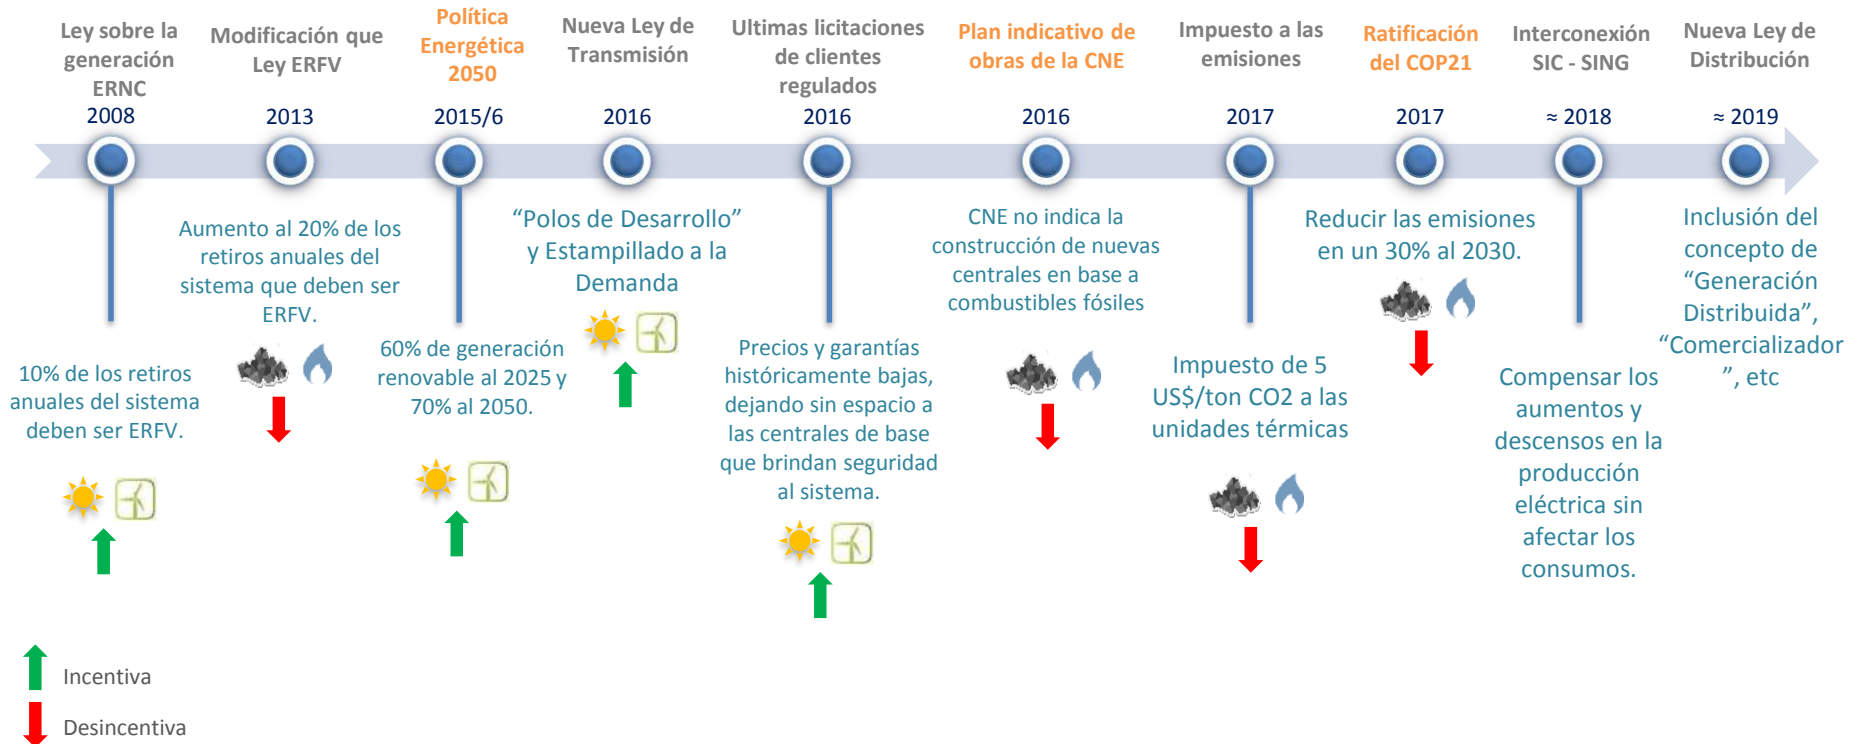 Ley sobre la
generación
ERNC
2008
Modificación que
Ley ERFV
2013
Política
Energética
2050
2015/6
Nueva Ley de
Transmisión
2016
Ultimas licitaciones
de clientes
regulados
2016
Plan indicativo de
obras de la CNE
2016
Impuesto a las
emisiones
2017
Ratificación
del COP21
2017
Interconexión
SIC - SING
≈ 2018
Nueva Ley de
Distribución
≈ 2019
10% de los retiros
anuales del sistema
deben ser ERFV.
Aumento al 20% de los
retiros anuales del
sistema que deben ser
ERFV.
60% de generación
renovable al 2025 y
70% al 2050.
“Polos de Desarrollo”
y Estampillado a la
Demanda
Precios y garantías
históricamente bajas,
dejando sin espacio a
las centrales de base
que brindan seguridad
al sistema.
CNE no indica la
construcción de nuevas
centrales en base a
combustibles fósiles
Impuesto de 5
US$/ton CO2 a las
unidades térmicas
Reducir las emisiones
en un 30% al 2030.
Compensar los
aumentos y
descensos en la
producción
eléctrica sin
afectar los
consumos.
Inclusión del
concepto de
“Generación
Distribuida”,
“Comercializador
”, etc
Incentiva
Desincentiva